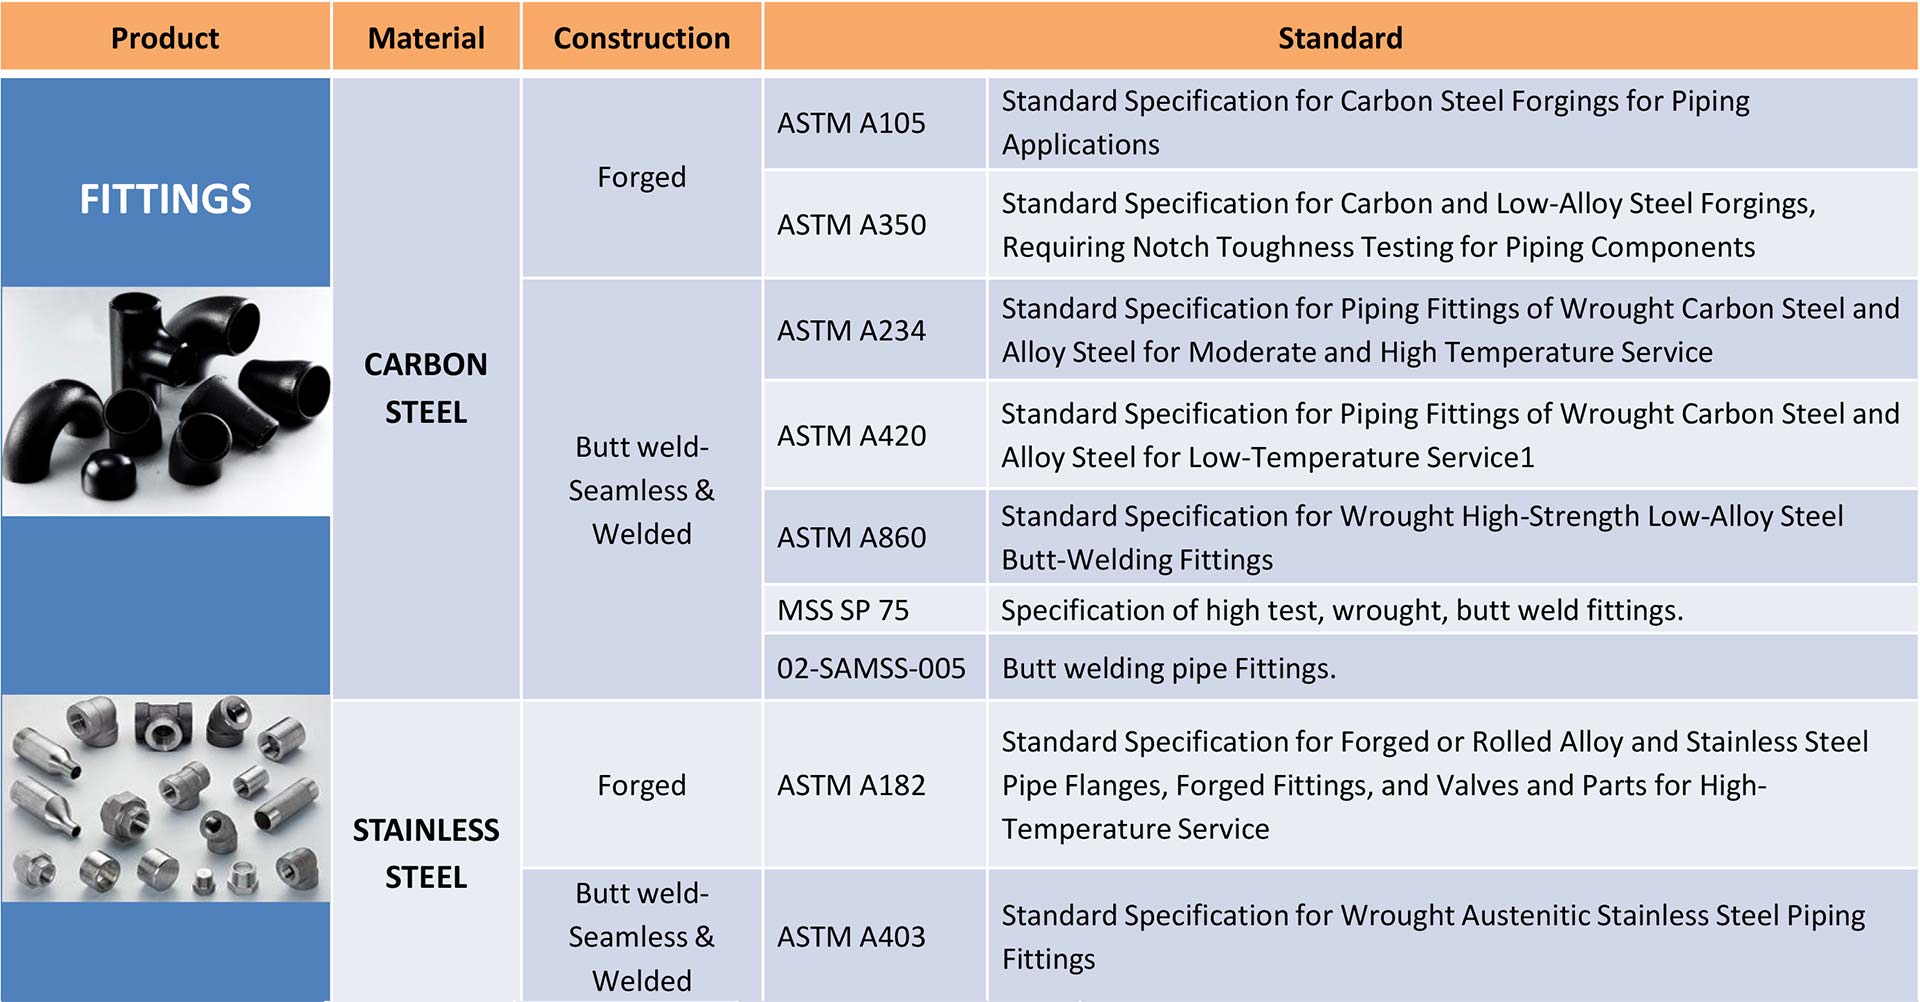 Product
Material
Construction
Standard
FITTINGS
CARBON
STEEL
Forged
ASTM A105
Standard Specification for Carbon Steel Forgings for Piping
Applications
ASTM A350
Standard Specification for Carbon and Low-Alloy Steel Forgings,
Requiring Notch Toughness Testing for Piping Components
Butt weld-
Seamless &
Welded
ASTM A234
Standard Specification for Piping Fittings of Wrought Carbon Steel and
Alloy Steel for Moderate and High Temperature Service
ASTM A420
Standard Specification for Piping Fittings of Wrought Carbon Steel and
Alloy Steel for Low-Temperature Service1
ASTM A860
Standard Specification for Wrought High-Strength Low-Alloy Steel
Butt-Welding Fittings
MSS SP 75
Specification of high test, wrought, butt weld fittings.
02-SAMSS-005
Butt welding pipe Fittings.
STAINLESS
STEEL
Forged
ASTM A182
Standard Specification for Forged or Rolled Alloy and Stainless Steel
Pipe Flanges, Forged Fittings, and Valves and Parts for High-
Temperature Service
Butt weld-
Seamless &
Welded
ASTM A403
Standard Specification for Wrought Austenitic Stainless Steel Piping
Fittings